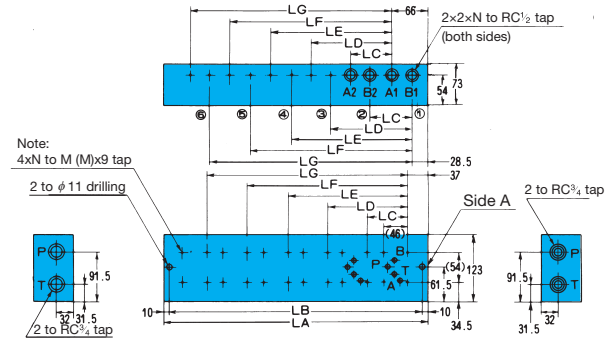 LG
66
LF
LE
LD
LC
2×2×N to RC½ tap
(both sides)
A2 B2 A1 B1
54
73
⑥ ⑤ ④ ③ ② ①
LC
LD
LE
LF
LG
28.5
Note:
4×N to M (M)×9 tap
LG
37
LF
2 to φ11 drilling
LE
LD
LC
(46)
Side A
2 to RC¾ tap
P
T
91.5
31.5
32
2 to RC¾ tap
B
P
T
A
(54)
61.5
123
34.5
10
LB
10
LA
P
T
91.5
31.5
32